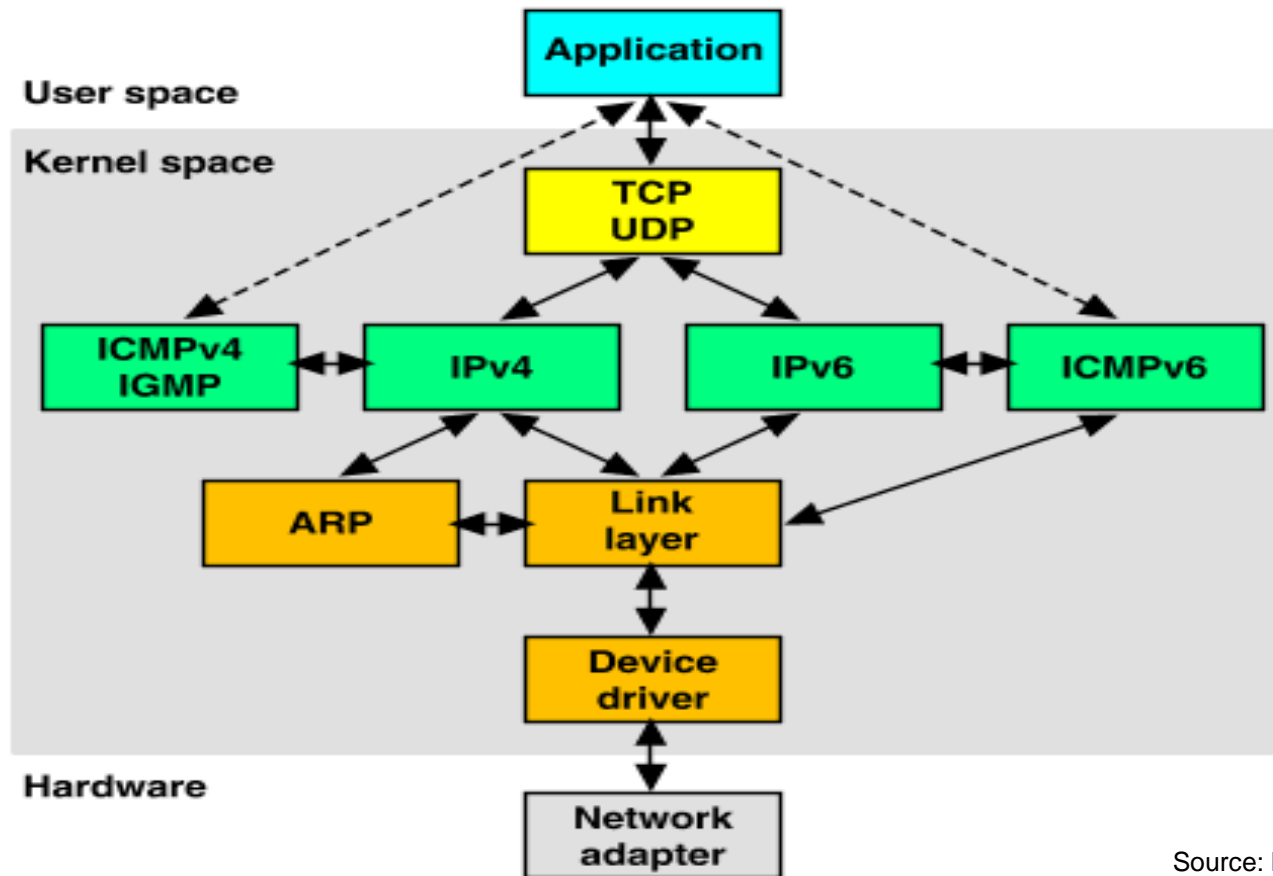 Application
User space
Kernel space
TCP
UDP
ICMPv4
IGMP
IPv4
IPv6
ICMPv6
ARP
Link
layer
Device
driver
Hardware
Network
adapter
Source: